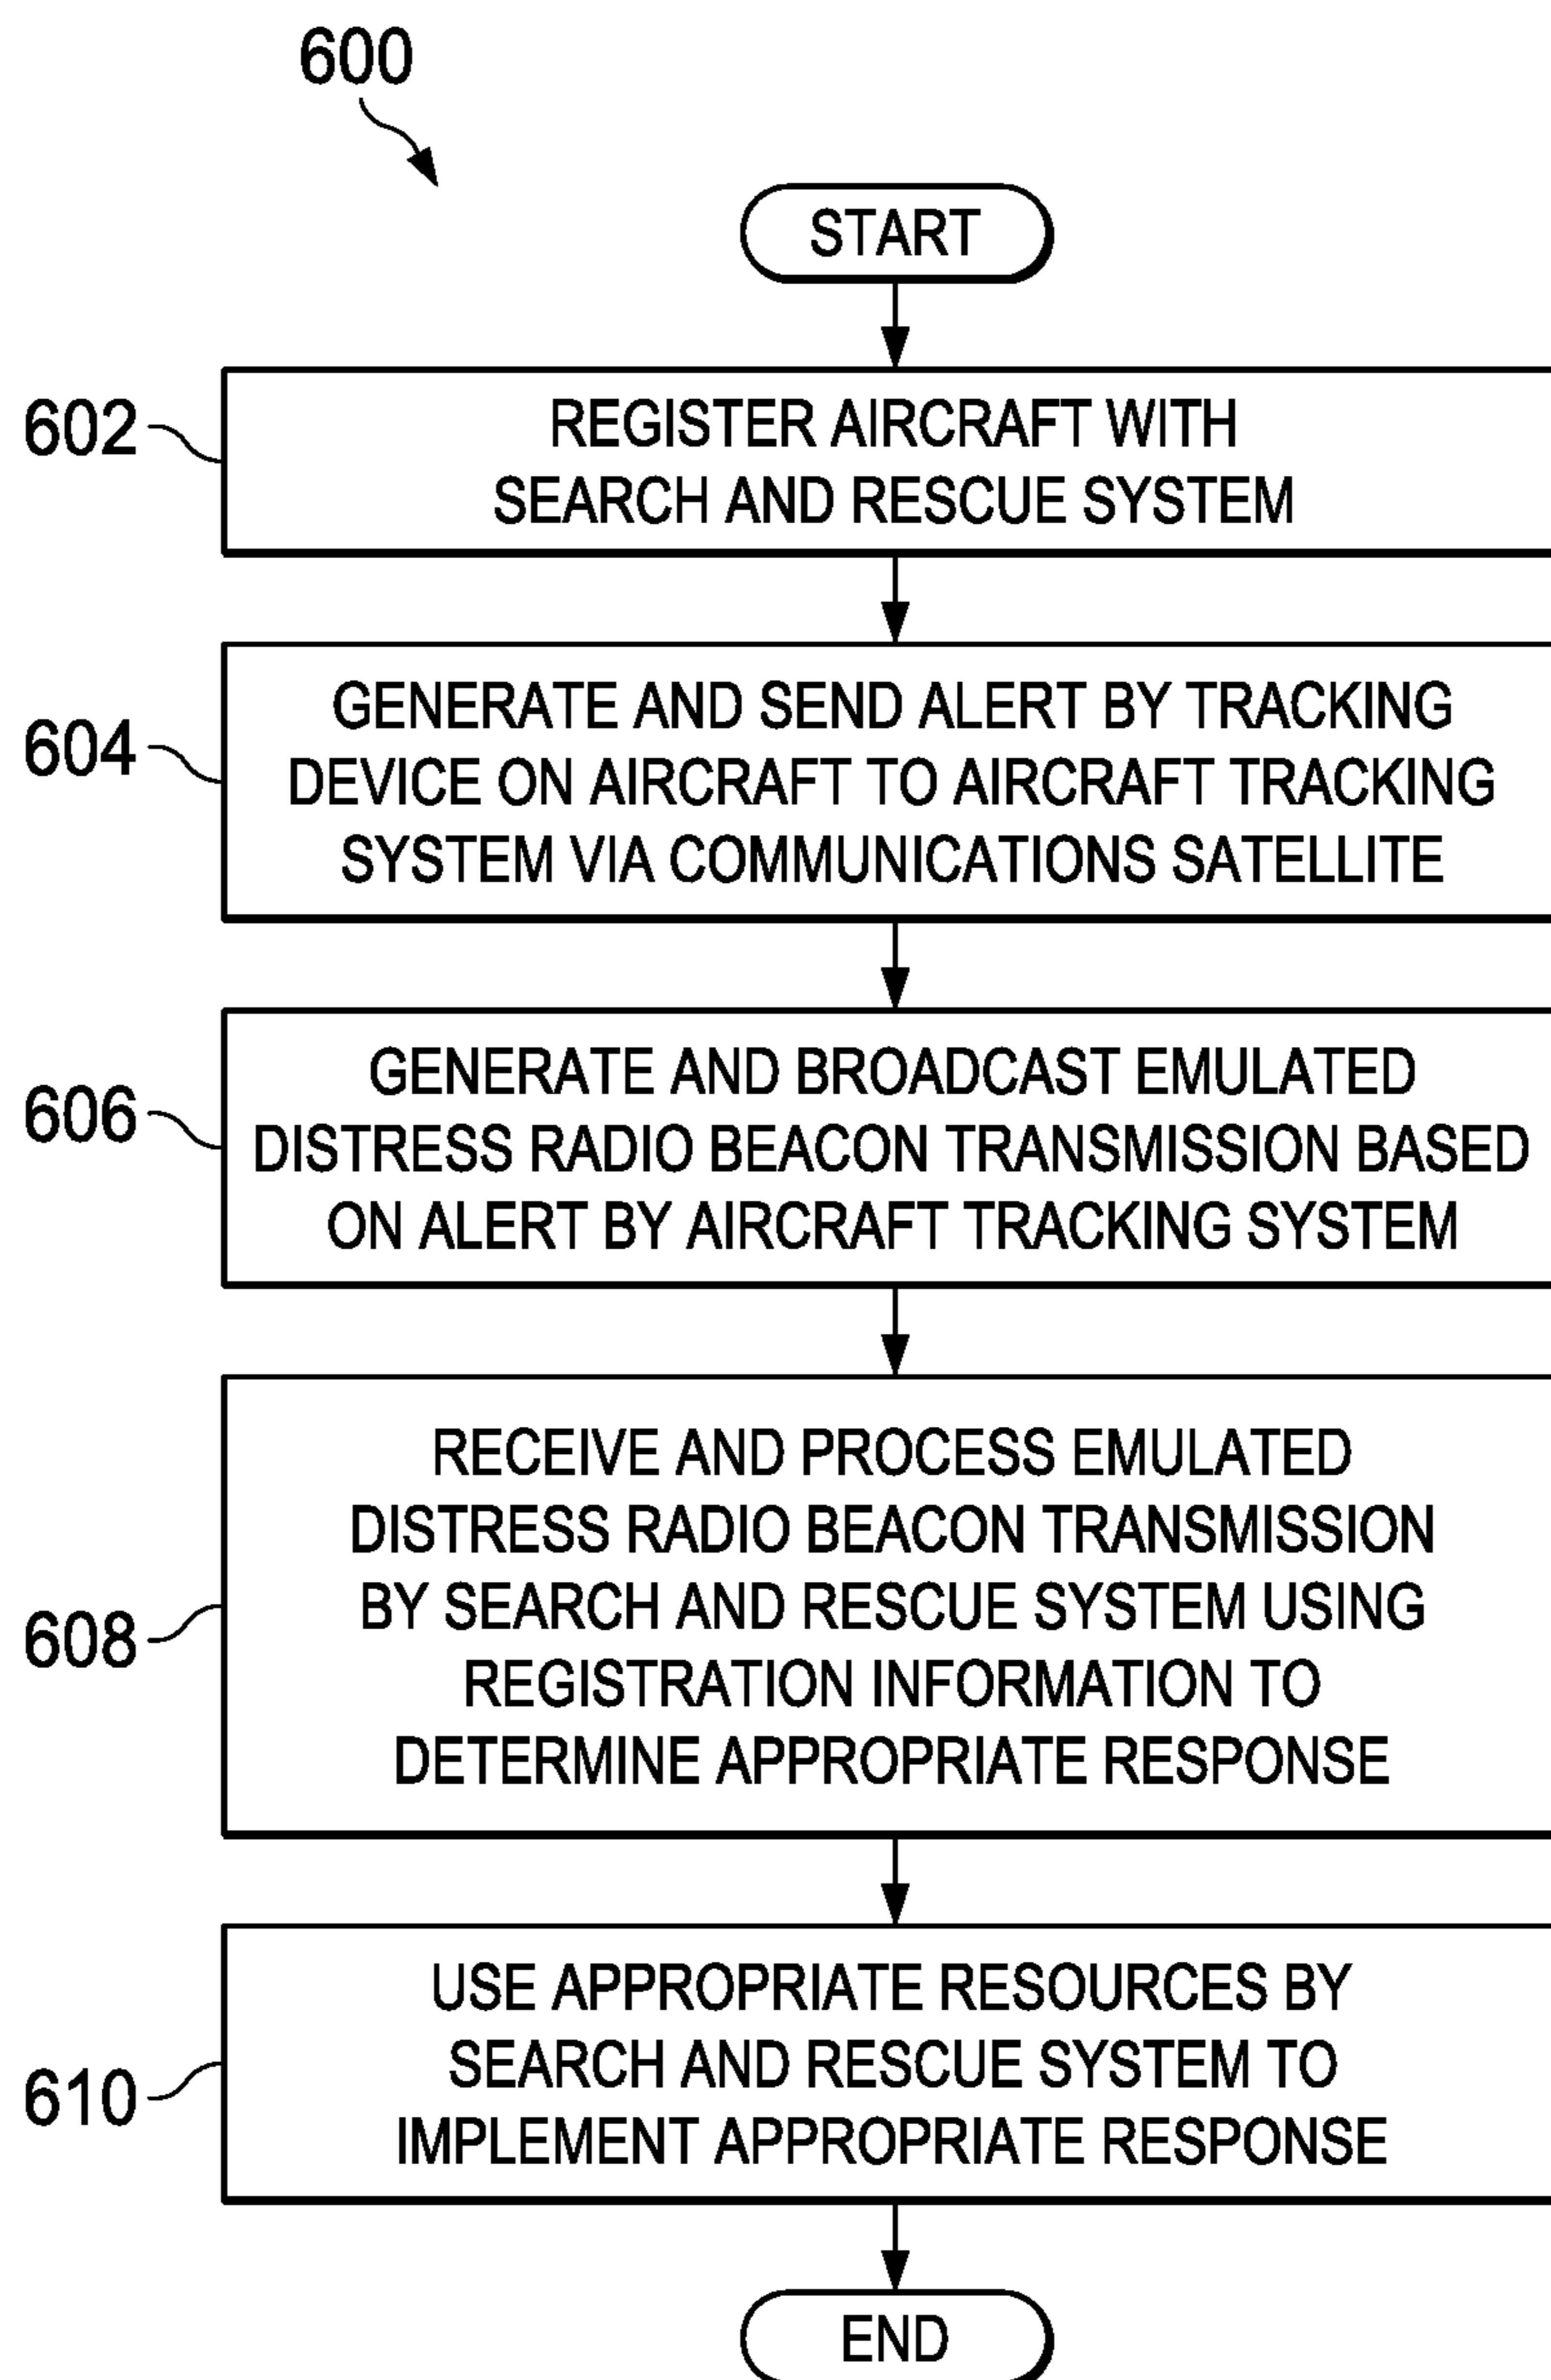 600
START
602
REGISTER AIRCRAFT WITH
SEARCH AND RESCUE SYSTEM
604
GENERATE AND SEND ALERT BY TRACKING
DEVICE ON AIRCRAFT TO AIRCRAFT TRACKING
SYSTEM VIA COMMUNICATIONS SATELLITE
606
GENERATE AND BROADCAST EMULATED
DISTRESS RADIO BEACON TRANSMISSION BASED
ON ALERT BY AIRCRAFT TRACKING SYSTEM
608
RECEIVE AND PROCESS EMULATED
DISTRESS RADIO BEACON TRANSMISSION
BY SEARCH AND RESCUE SYSTEM USING
REGISTRATION INFORMATION TO
DETERMINE APPROPRIATE RESPONSE
610
USE APPROPRIATE RESOURCES BY
SEARCH AND RESCUE SYSTEM TO
IMPLEMENT APPROPRIATE RESPONSE
END